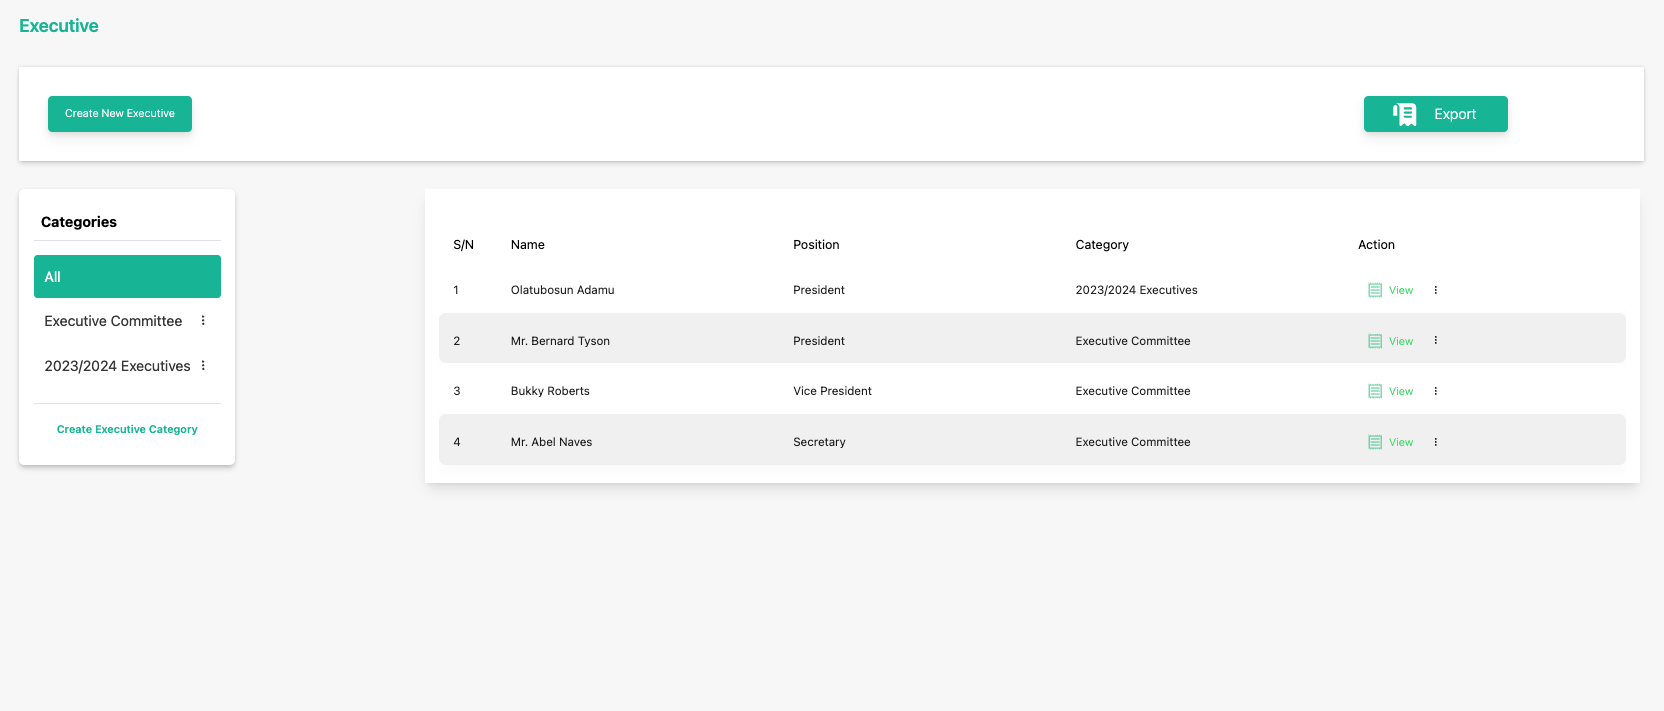 Executive
Create New Executive
Export
Categories
All
Executive Committee
2023/2024 Executives
Create Executive Category
S/N Name Position Category Action
1 Olatubosun Adamu President 2023/2024 Executives View
2 Mr. Bernard Tyson President Executive Committee View
3 Bukky Roberts Vice President Executive Committee View
4 Mr. Abel Naves Secretary Executive Committee View